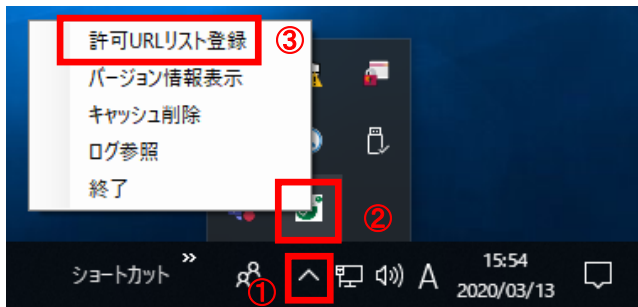 許可URLリスト登録
③
バージョン情報表示
キャッシュ削除
ログ参照
終了
②
ショートカット
»
①
A
15:54
2020/03/13